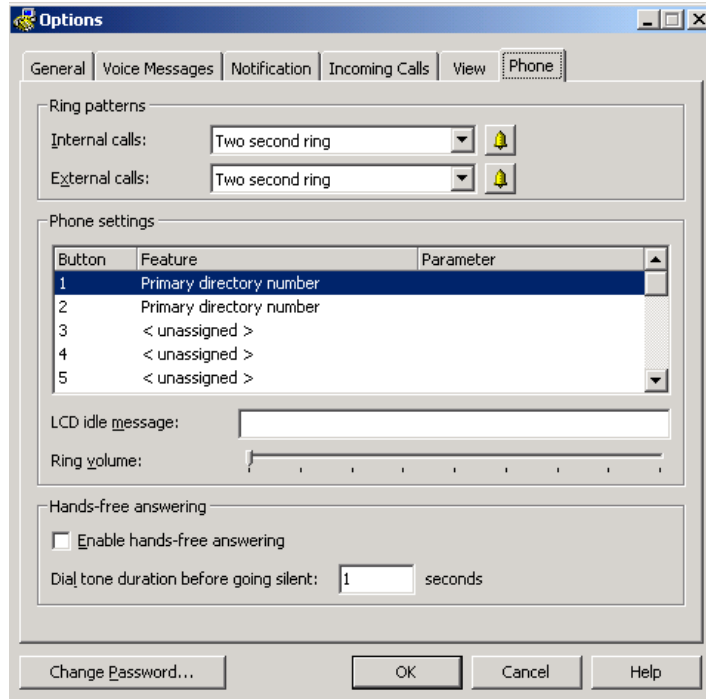 Options
General Voice Messages Notification Incoming Calls View Phone
Ring patterns
Internal calls: Two second ring
External calls: Two second ring
Phone settings
Button Feature Parameter
1 Primary directory number
2 Primary directory number
3 < unassigned >
4 < unassigned >
5 < unassigned >
LCD idle message:
Ring volume:
Hands-free answering
Enable hands-free answering
Dial tone duration before going silent: 1 seconds
Change Password... OK Cancel Help